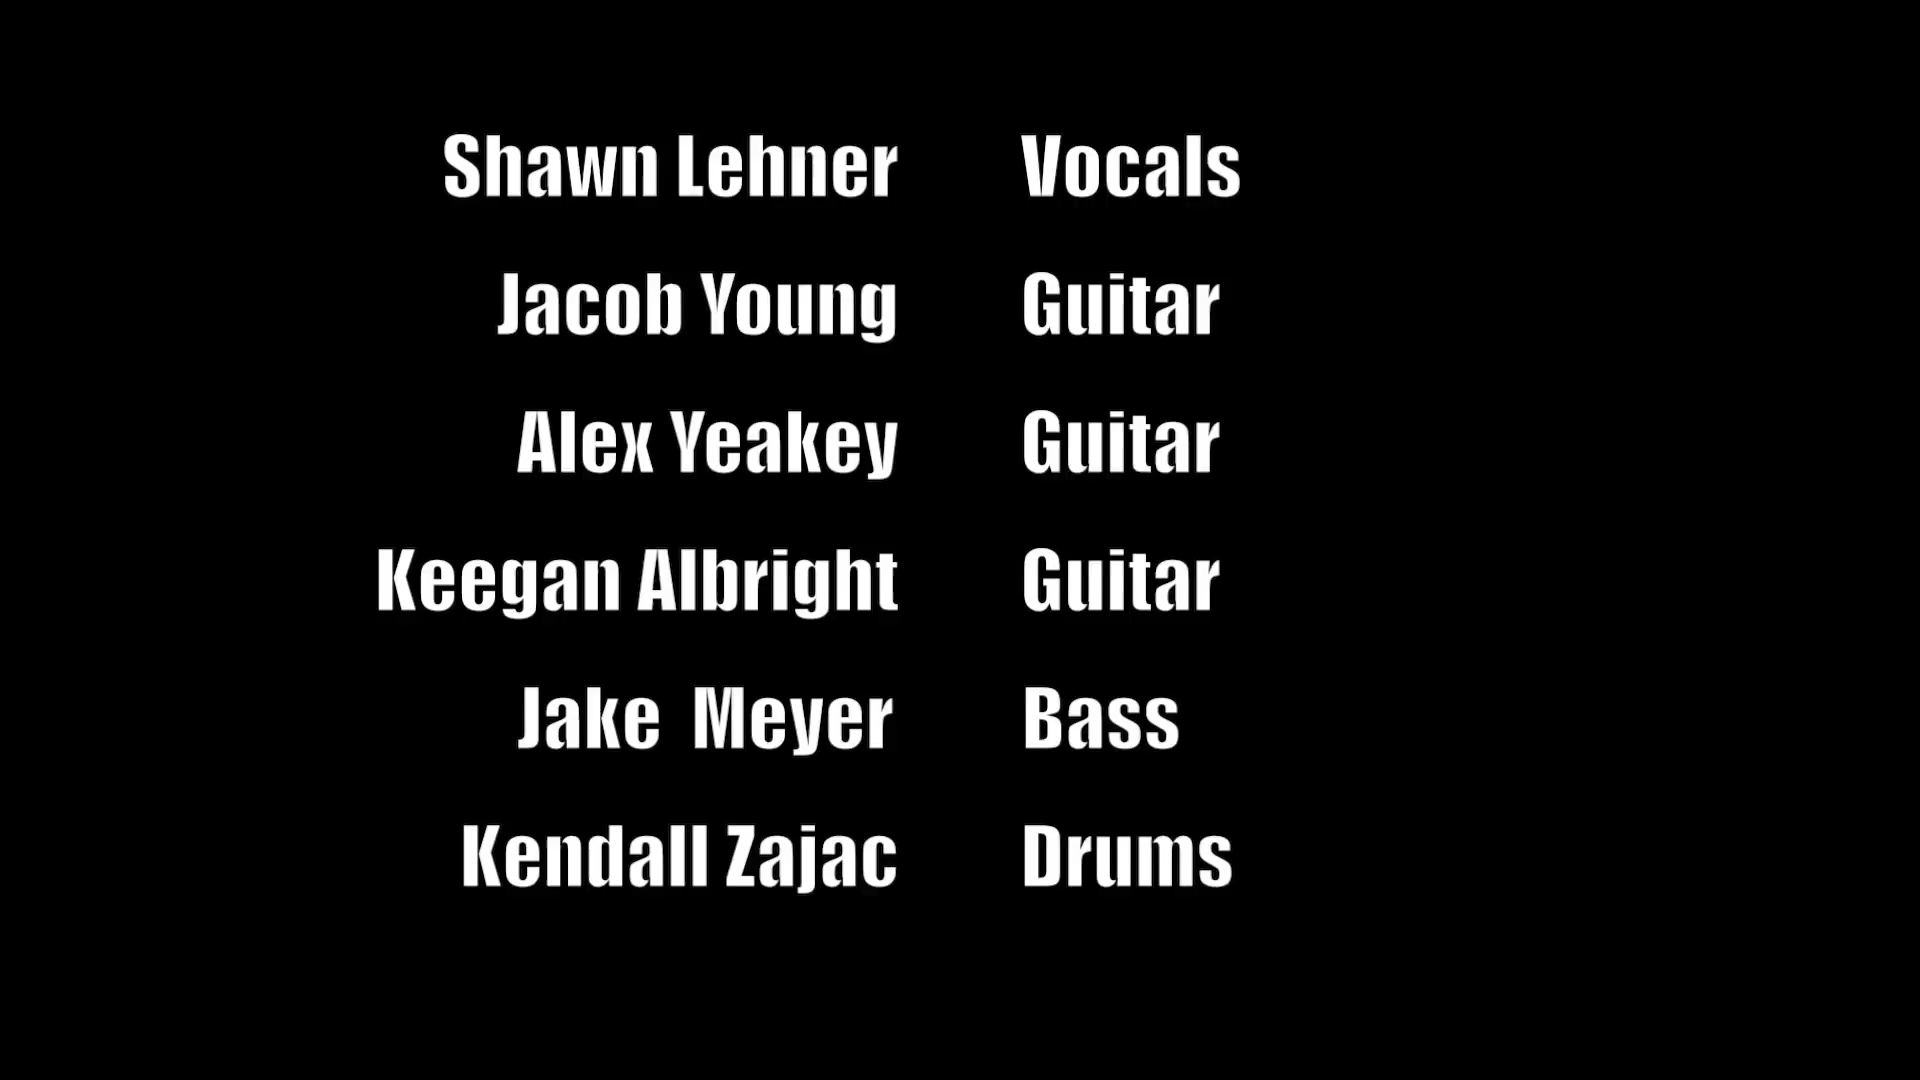 Shawn Lehner Vocals
Jacob Young Guitar
Alex Yeakey Guitar
Keegan Albright Guitar
Jake Meyer Bass
Kendall Zajac Drums